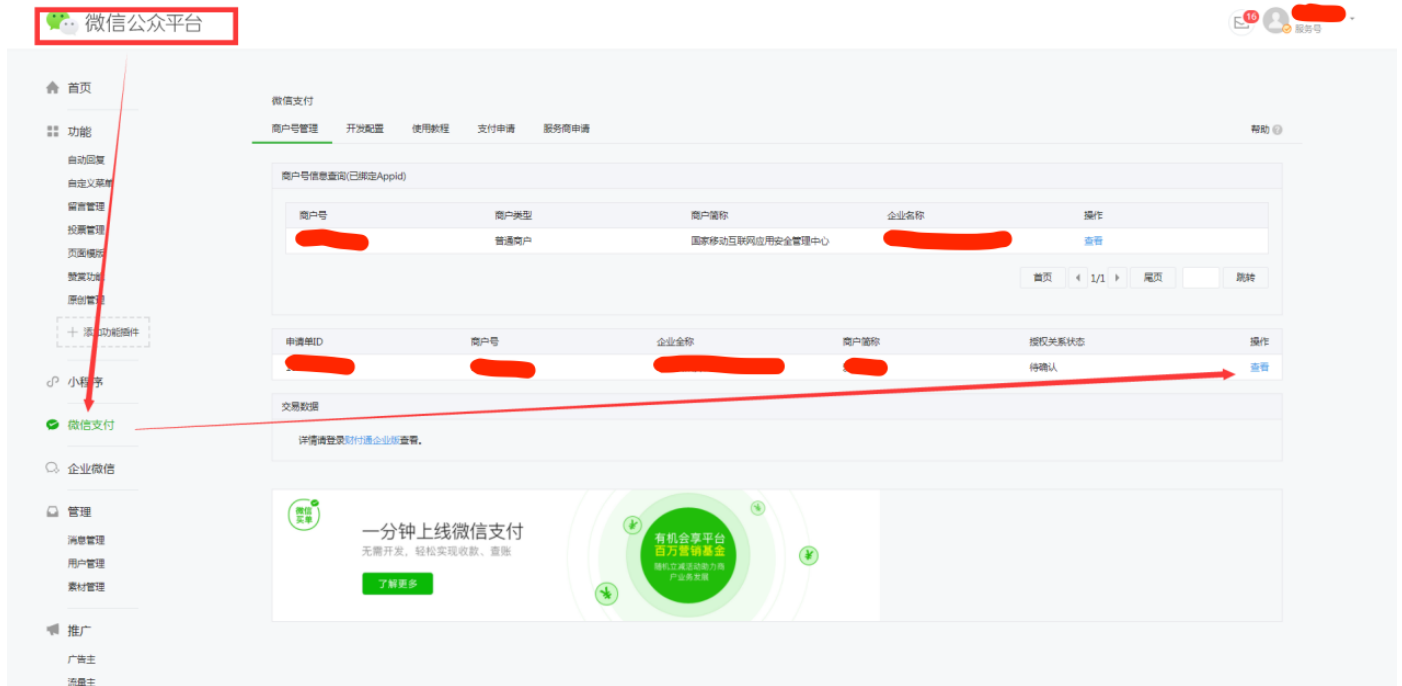 微信公众平台
16
服务号
首页
功能
自动回复
自定义菜单
留言管理
投票管理
页面模版
赞赏功能
原创管理
添加功能插件
小程序
微信支付
企业微信
管理
消息管理
用户管理
素材管理
推广
广告主
流量主
微信支付
商户号管理 开发配置 使用教程 支付申请 服务商申请 帮助
商户号信息查询(已绑定Appid)
商户号 商户类型 商户简称 企业名称 操作
普通商户 国家移动互联网应用安全管理中心 查看
首页 1/1 尾页 跳转
申请单ID 商户号 企业全称 商户简称 授权关系状态 操作
待确认 查看
交易数据
详情请登录财付通企业版查看。
微信
买单
一分钟上线微信支付
无需开发，轻松实现收款、查账
了解更多
有机会享平台
百万营销基金
随机立减活动助力商
户业务发展